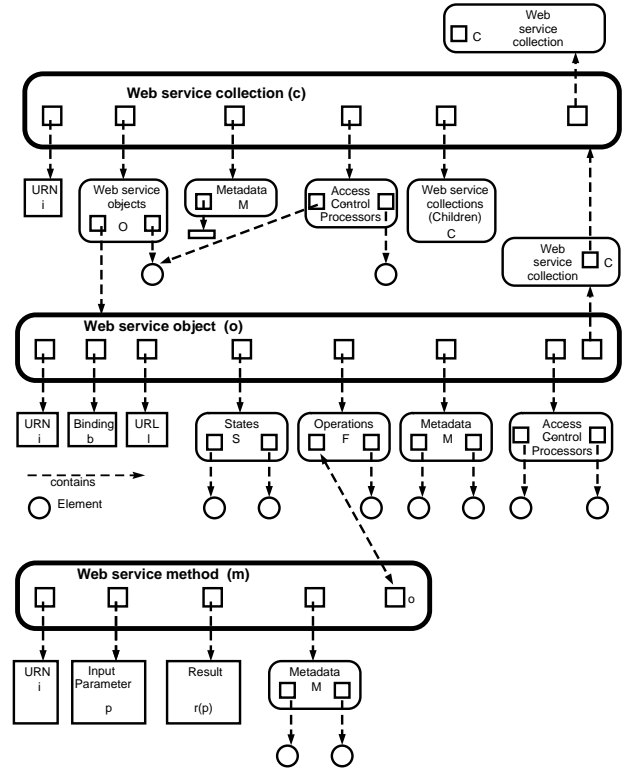 Web
service
collection
C
Web service collection (c)
URN
i
Web service
objects
O
Metadata
M
Access
Control
Processors
Web service
collections
(Children)
C
Web
service
collection
C
Web service object (o)
URN
i
Binding
b
URL
l
States
S
Operations
F
Metadata
M
Access
Control
Processors
contains
Element
Web service method (m)
o
URN
i
Input
Parameter
p
Result
r(p)
Metadata
M